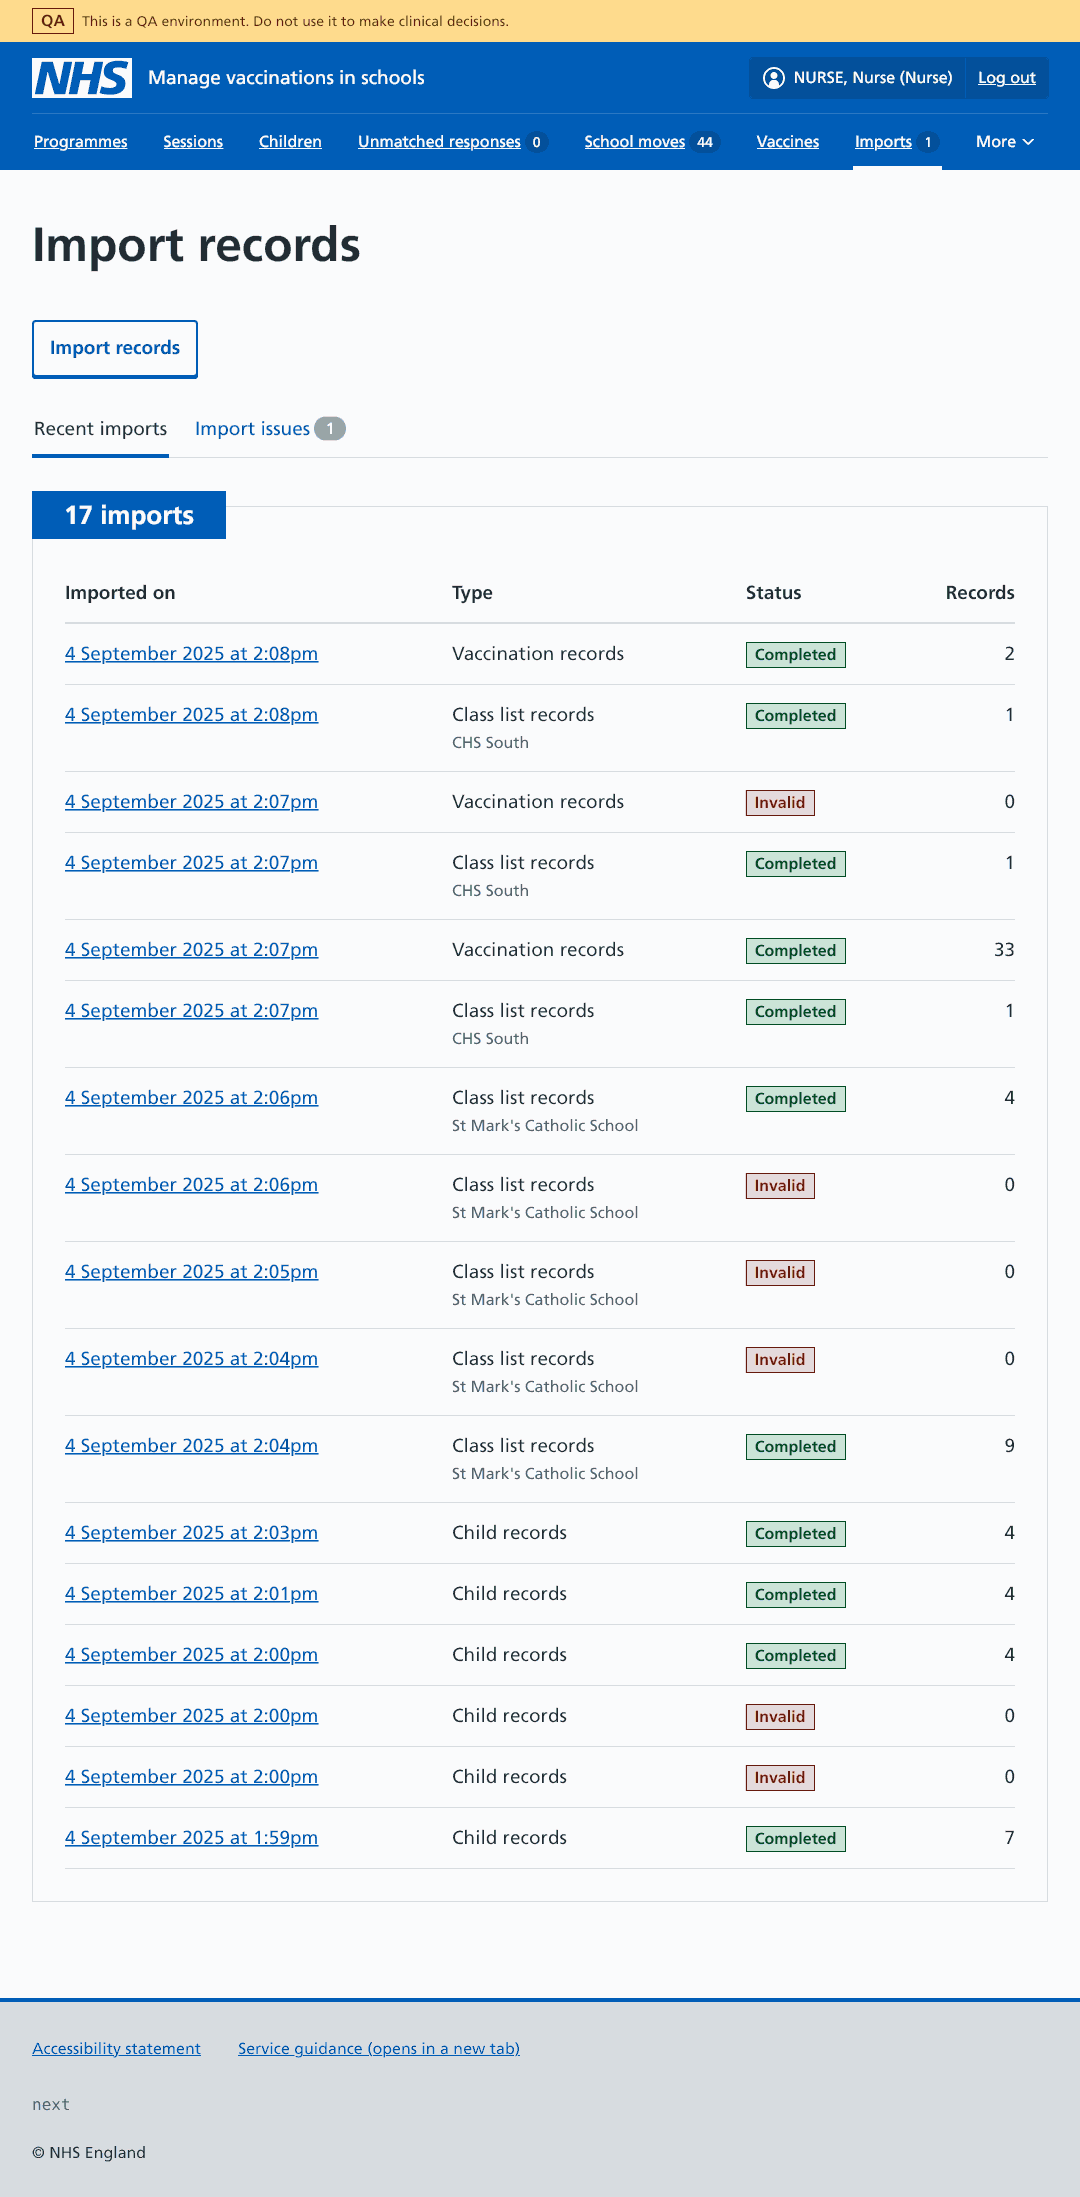 QA This is a QA environment. Do not use it to make clinical decisions.
NHS Manage vaccinations in schools NURSE, Nurse (Nurse) Log out
Programmes Sessions Children Unmatched responses 0 School moves 44 Vaccines Imports 1 More
Import records
Import records
Recent imports Import issues 1
17 imports
Imported on Type Status Records
4 September 2025 at 2:08pm Vaccination records Completed 2
4 September 2025 at 2:08pm Class list records Completed 1
CHS South
4 September 2025 at 2:07pm Vaccination records Invalid 0
4 September 2025 at 2:07pm Class list records Completed 1
CHS South
4 September 2025 at 2:07pm Vaccination records Completed 33
4 September 2025 at 2:07pm Class list records Completed 1
CHS South
4 September 2025 at 2:06pm Class list records Completed 4
St Mark's Catholic School
4 September 2025 at 2:06pm Class list records Invalid 0
St Mark's Catholic School
4 September 2025 at 2:05pm Class list records Invalid 0
St Mark's Catholic School
4 September 2025 at 2:04pm Class list records Invalid 0
St Mark's Catholic School
4 September 2025 at 2:04pm Class list records Completed 9
St Mark's Catholic School
4 September 2025 at 2:03pm Child records Completed 4
4 September 2025 at 2:01pm Child records Completed 4
4 September 2025 at 2:00pm Child records Completed 4
4 September 2025 at 2:00pm Child records Invalid 0
4 September 2025 at 2:00pm Child records Invalid 0
4 September 2025 at 1:59pm Child records Completed 7
Accessibility statement Service guidance (opens in a new tab)
next
© NHS England